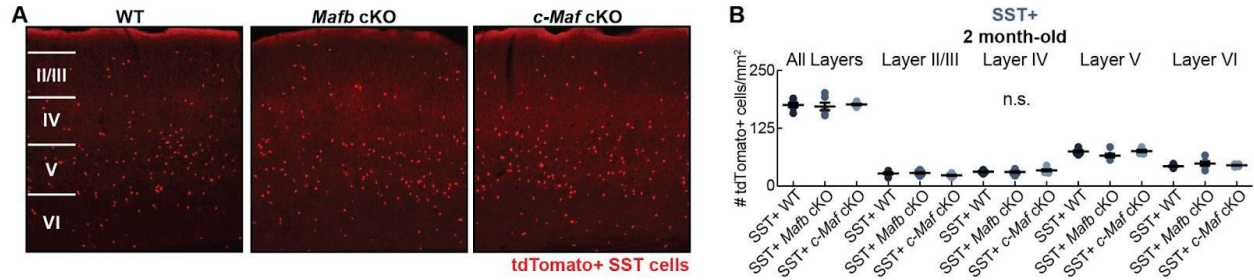 A
WT
Mafb cKO
c-Maf cKO
II/III
IV
V
VI
tdTomato+ SST cells
B
SST+
2 month-old
All Layers Layer II/III Layer IV Layer V Layer VI
# tdTomato+ cells/mm²
250
125
0
n.s.
SST+ WT
SST+ Mafb cKO
SST+ c-Maf cKO
SST+ WT
SST+ Mafb cKO
SST+ c-Maf cKO
SST+ WT
SST+ Mafb cKO
SST+ c-Maf cKO
SST+ WT
SST+ Mafb cKO
SST+ c-Maf cKO
SST+ WT
SST+ Mafb cKO
SST+ c-Maf cKO